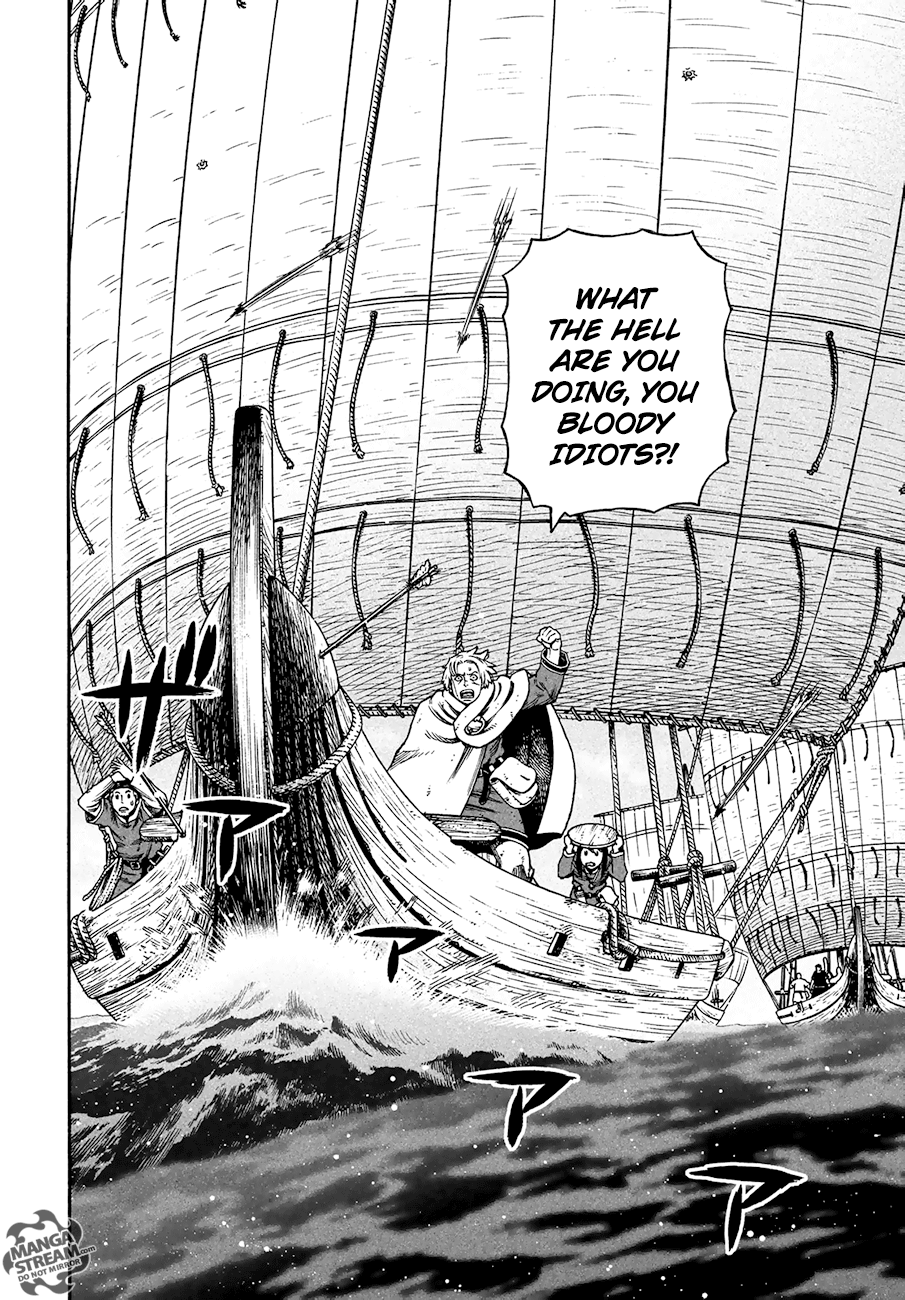 WHAT
THE HELL
ARE YOU
DOING, YOU
BLOODY
IDIOTS?!
ザ
ア
ア
ア
ア
MANGA
STREAM.com
DO NOT MIRROR